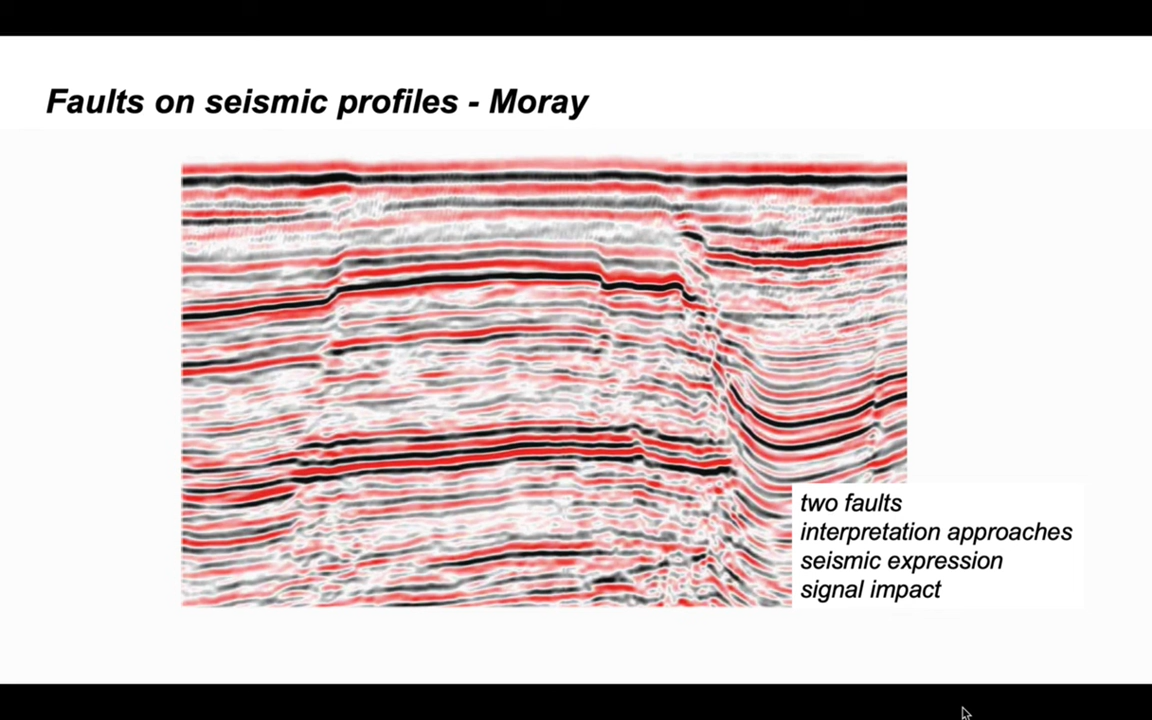 Faults on seismic profiles - Moray
two faults
interpretation approaches
seismic expression
signal impact